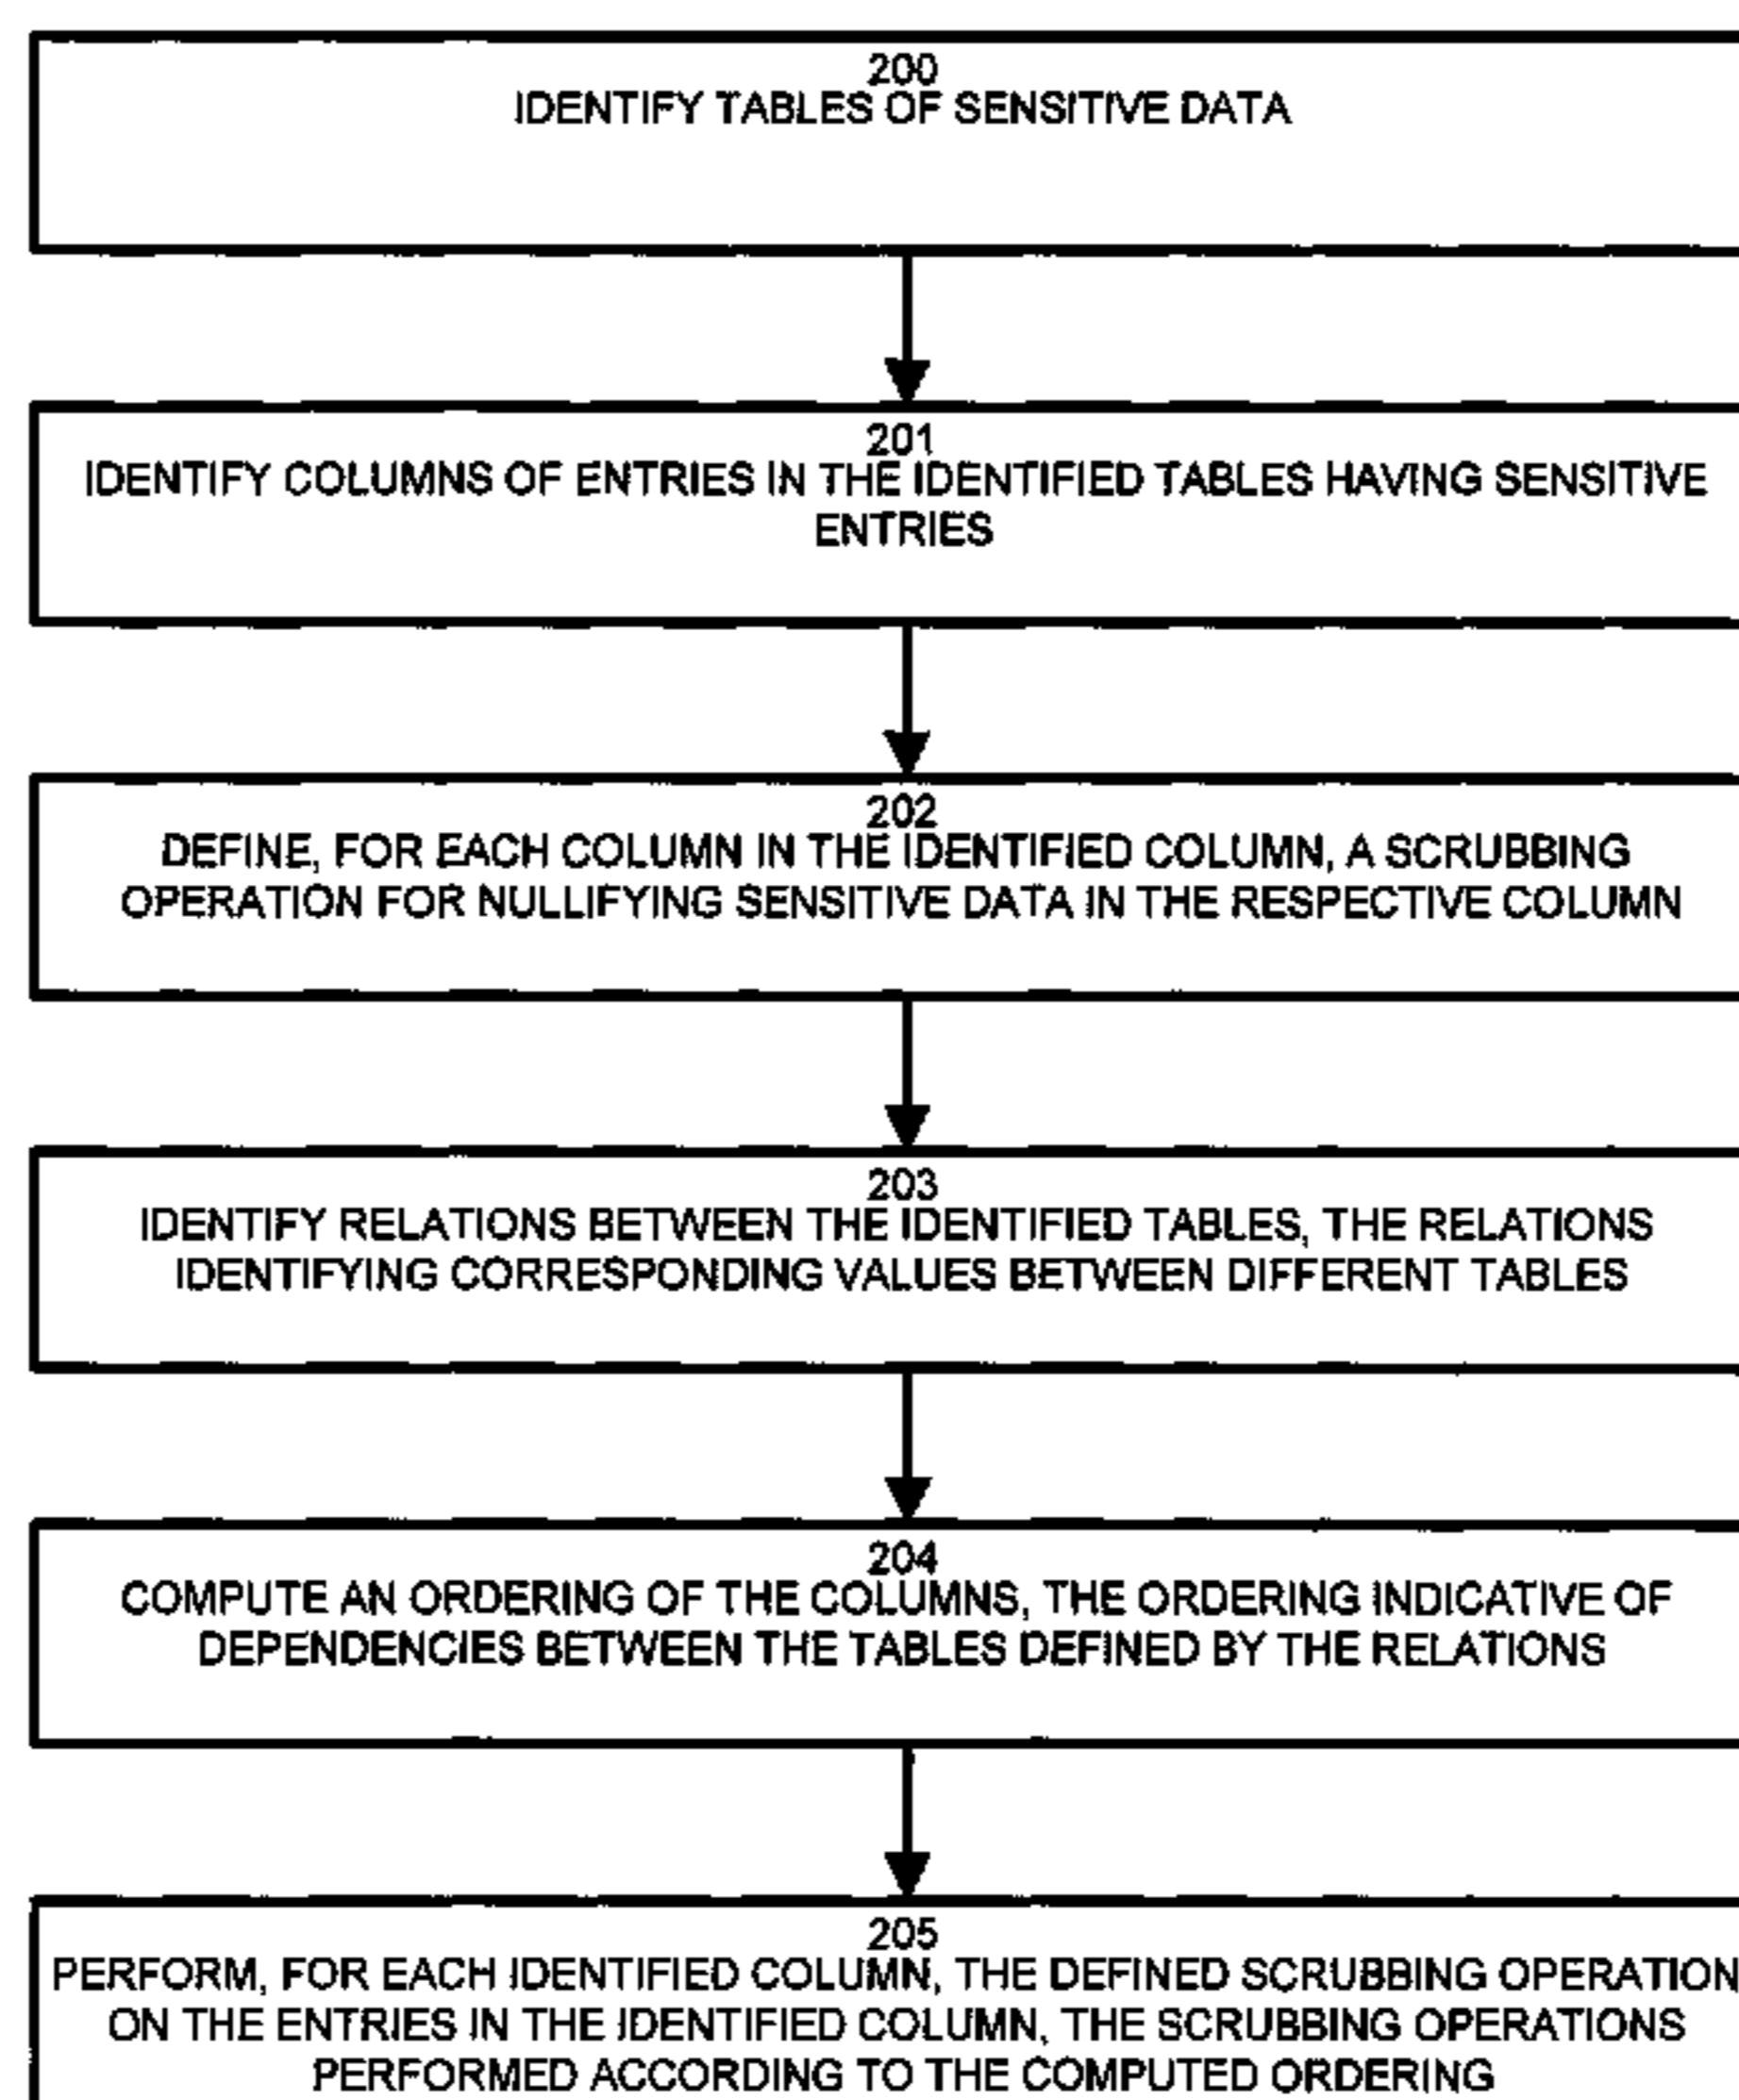 200
IDENTIFY TABLES OF SENSITIVE DATA
201
IDENTIFY COLUMNS OF ENTRIES IN THE IDENTIFIED TABLES HAVING SENSITIVE
ENTRIES
202
DEFINE, FOR EACH COLUMN IN THE IDENTIFIED COLUMN, A SCRUBBING
OPERATION FOR NULLIFYING SENSITIVE DATA IN THE RESPECTIVE COLUMN
203
IDENTIFY RELATIONS BETWEEN THE IDENTIFIED TABLES, THE RELATIONS
IDENTIFYING CORRESPONDING VALUES BETWEEN DIFFERENT TABLES
204
COMPUTE AN ORDERING OF THE COLUMNS, THE ORDERING INDICATIVE OF
DEPENDENCIES BETWEEN THE TABLES DEFINED BY THE RELATIONS
205
PERFORM, FOR EACH IDENTIFIED COLUMN, THE DEFINED SCRUBBING OPERATION
ON THE ENTRIES IN THE IDENTIFIED COLUMN, THE SCRUBBING OPERATIONS
PERFORMED ACCORDING TO THE COMPUTED ORDERING